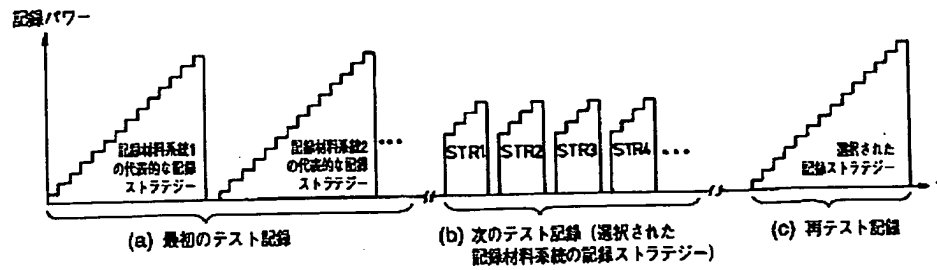 記録パワー
記録材料系統1
の代表的な記録
ストラテジー
記録材料系統2
の代表的な記録
ストラテジー
•••
STR1
STR2
STR3
STR4
•••
選択された
記録ストラテジー
(a) 最初のテスト記録
(b) 次のテスト記録(選択された
記録材料系統の記録ストラテジー)
(c) 再テスト記録